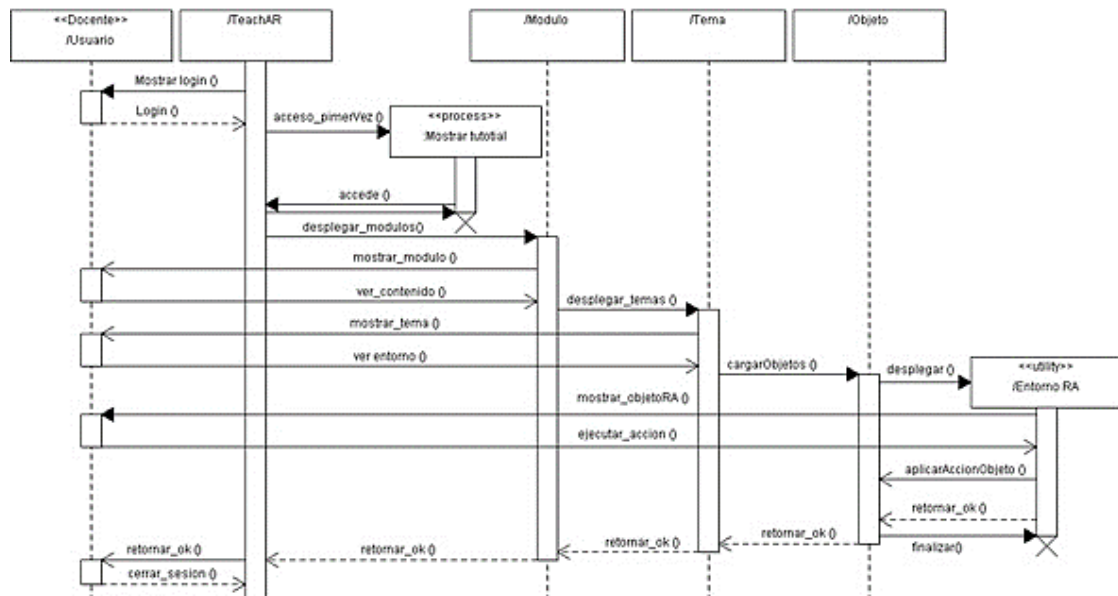 <<Docente>>
/Usuario
/TeachAR
/Modulo
/Tema
/Objeto
Mostrar login ()
Login ()
acceso_pimerVez ()
<<process>>
:Mostrar tutotial
accede ()
desplegar_modulos()
mostrar_modulo ()
ver_contenido ()
desplegar_temas ()
mostrar_tema ()
ver entorno ()
cargarObjetos ()
desplegar ()
<<utility>>
/Entorno RA
mostrar_objetoRA ()
ejecutar_accion ()
aplicarAccionObjeto ()
retornar_ok ()
retornar_ok ()
finalizar()
retornar_ok ()
retornar_ok ()
retornar_ok ()
cerrar_sesion ()